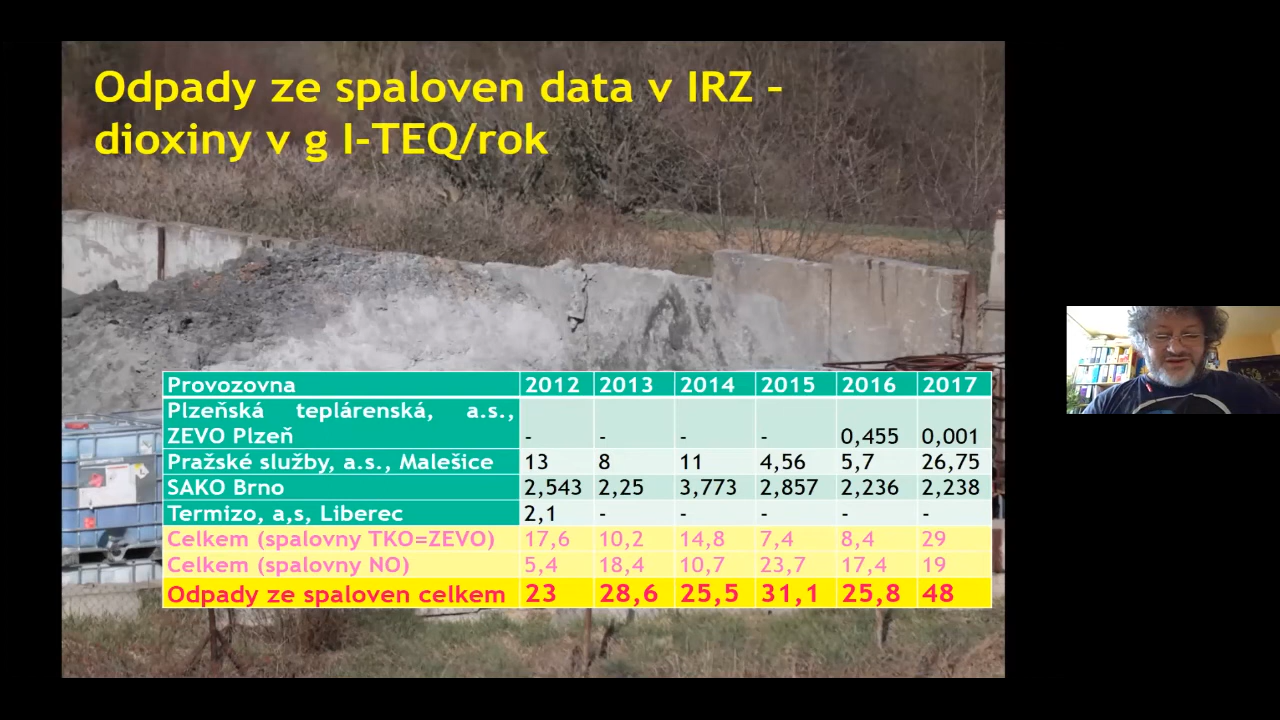 Odpady ze spaloven data v IRZ –
dioxiny v g I-TEQ/rok
Provozovna 2012 2013 2014 2015 2016 2017
Plzeňská teplárenská, a.s.,
ZEVO Plzeň - - - - 0,455 0,001
Pražské služby, a.s., Malešice 13 8 11 4,56 5,7 26,75
SAKO Brno 2,543 2,25 3,773 2,857 2,236 2,238
Termizo, a,s, Liberec 2,1 - - - - -
Celkem (spalovny TKO=ZEVO) 17,6 10,2 14,8 7,4 8,4 29
Celkem (spalovny NO) 5,4 18,4 10,7 23,7 17,4 19
Odpady ze spaloven celkem 23 28,6 25,5 31,1 25,8 48